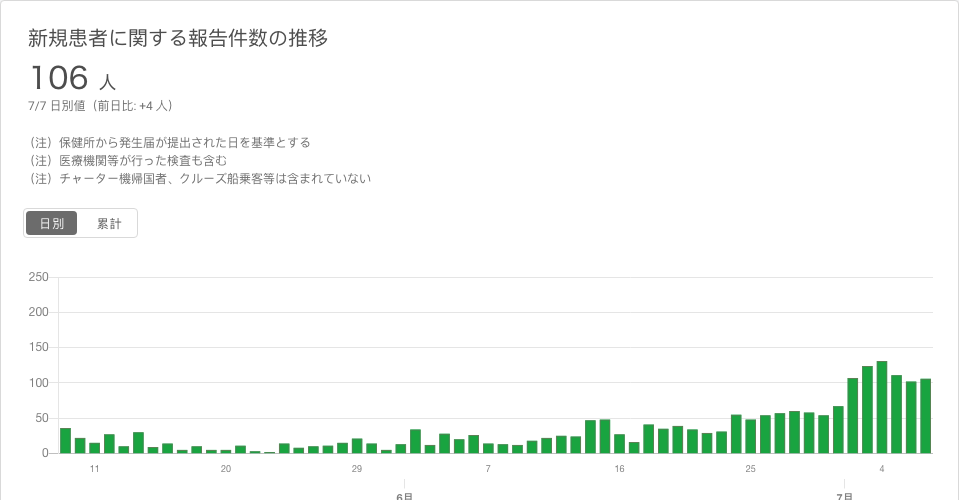 新規患者に関する報告件数の推移
106 人
7/7 日別値（前日比: +4 人）
（注）保健所から発生届が提出された日を基準とする
（注）医療機関等が行った検査も含む
（注）チャーター機帰国者、クルーズ船乗客等は含まれていない
日別 累計
250
200
150
100
50
0
11 20 29 7 16 25 4
6月 7月